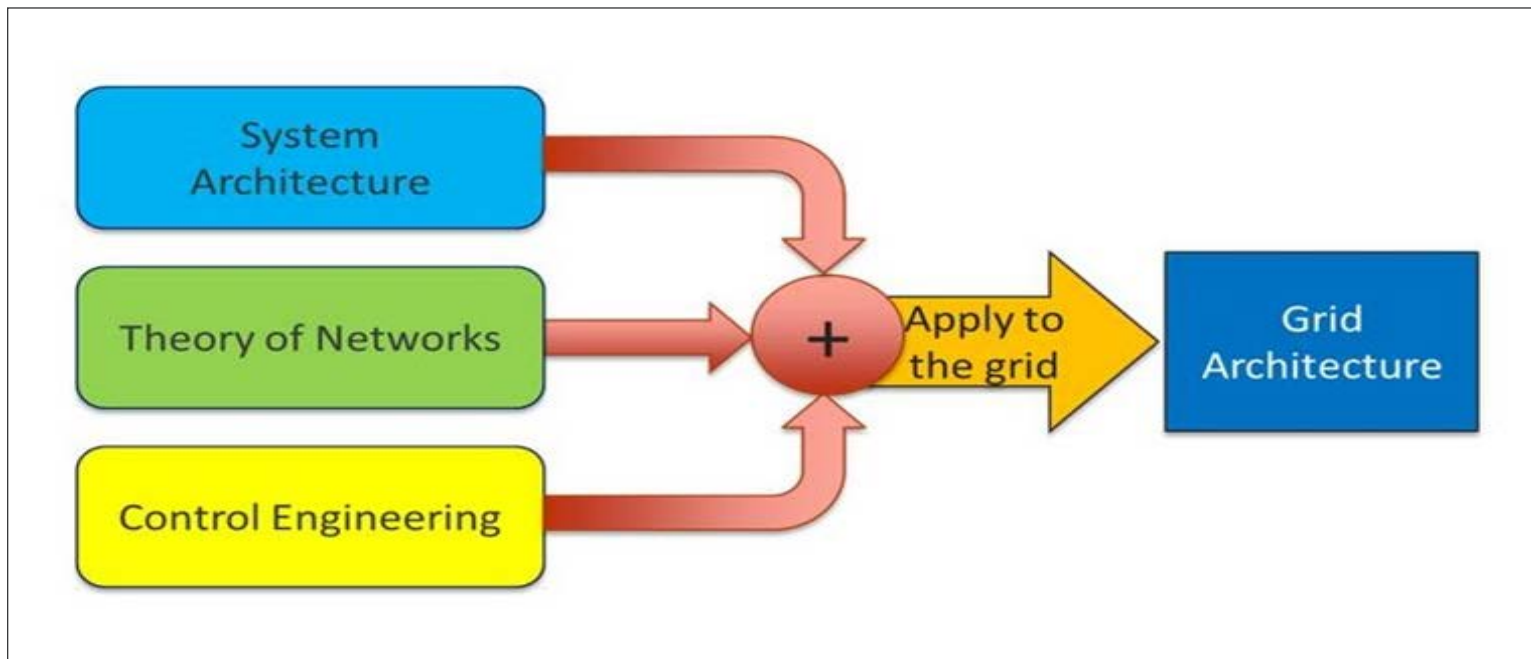 System
Architecture
Theory of Networks
Control Engineering
+
Apply to
the grid
Grid
Architecture